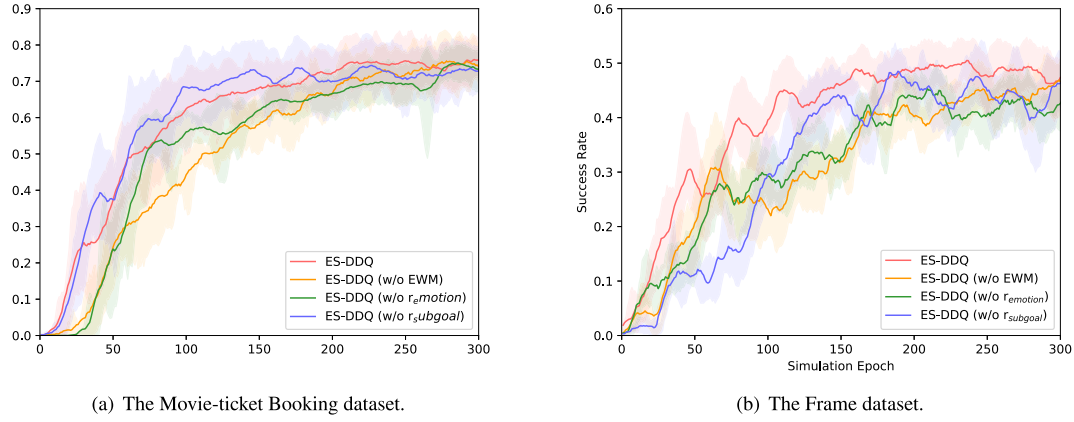 0.9
0.8
0.7
0.6
0.5
0.4
0.3
0.2
0.1
0.0
0 50 100 150 200 250 300
ES-DDQ
ES-DDQ (w/o EWM)
ES-DDQ (w/o r_emotion)
ES-DDQ (w/o r_subgoal)
(a) The Movie-ticket Booking dataset.
0.6
0.5
0.4
0.3
0.2
0.1
0.0
Success Rate
0 50 100 150 200 250 300
Simulation Epoch
ES-DDQ
ES-DDQ (w/o EWM)
ES-DDQ (w/o r_emotion)
ES-DDQ (w/o r_subgoal)
(b) The Frame dataset.